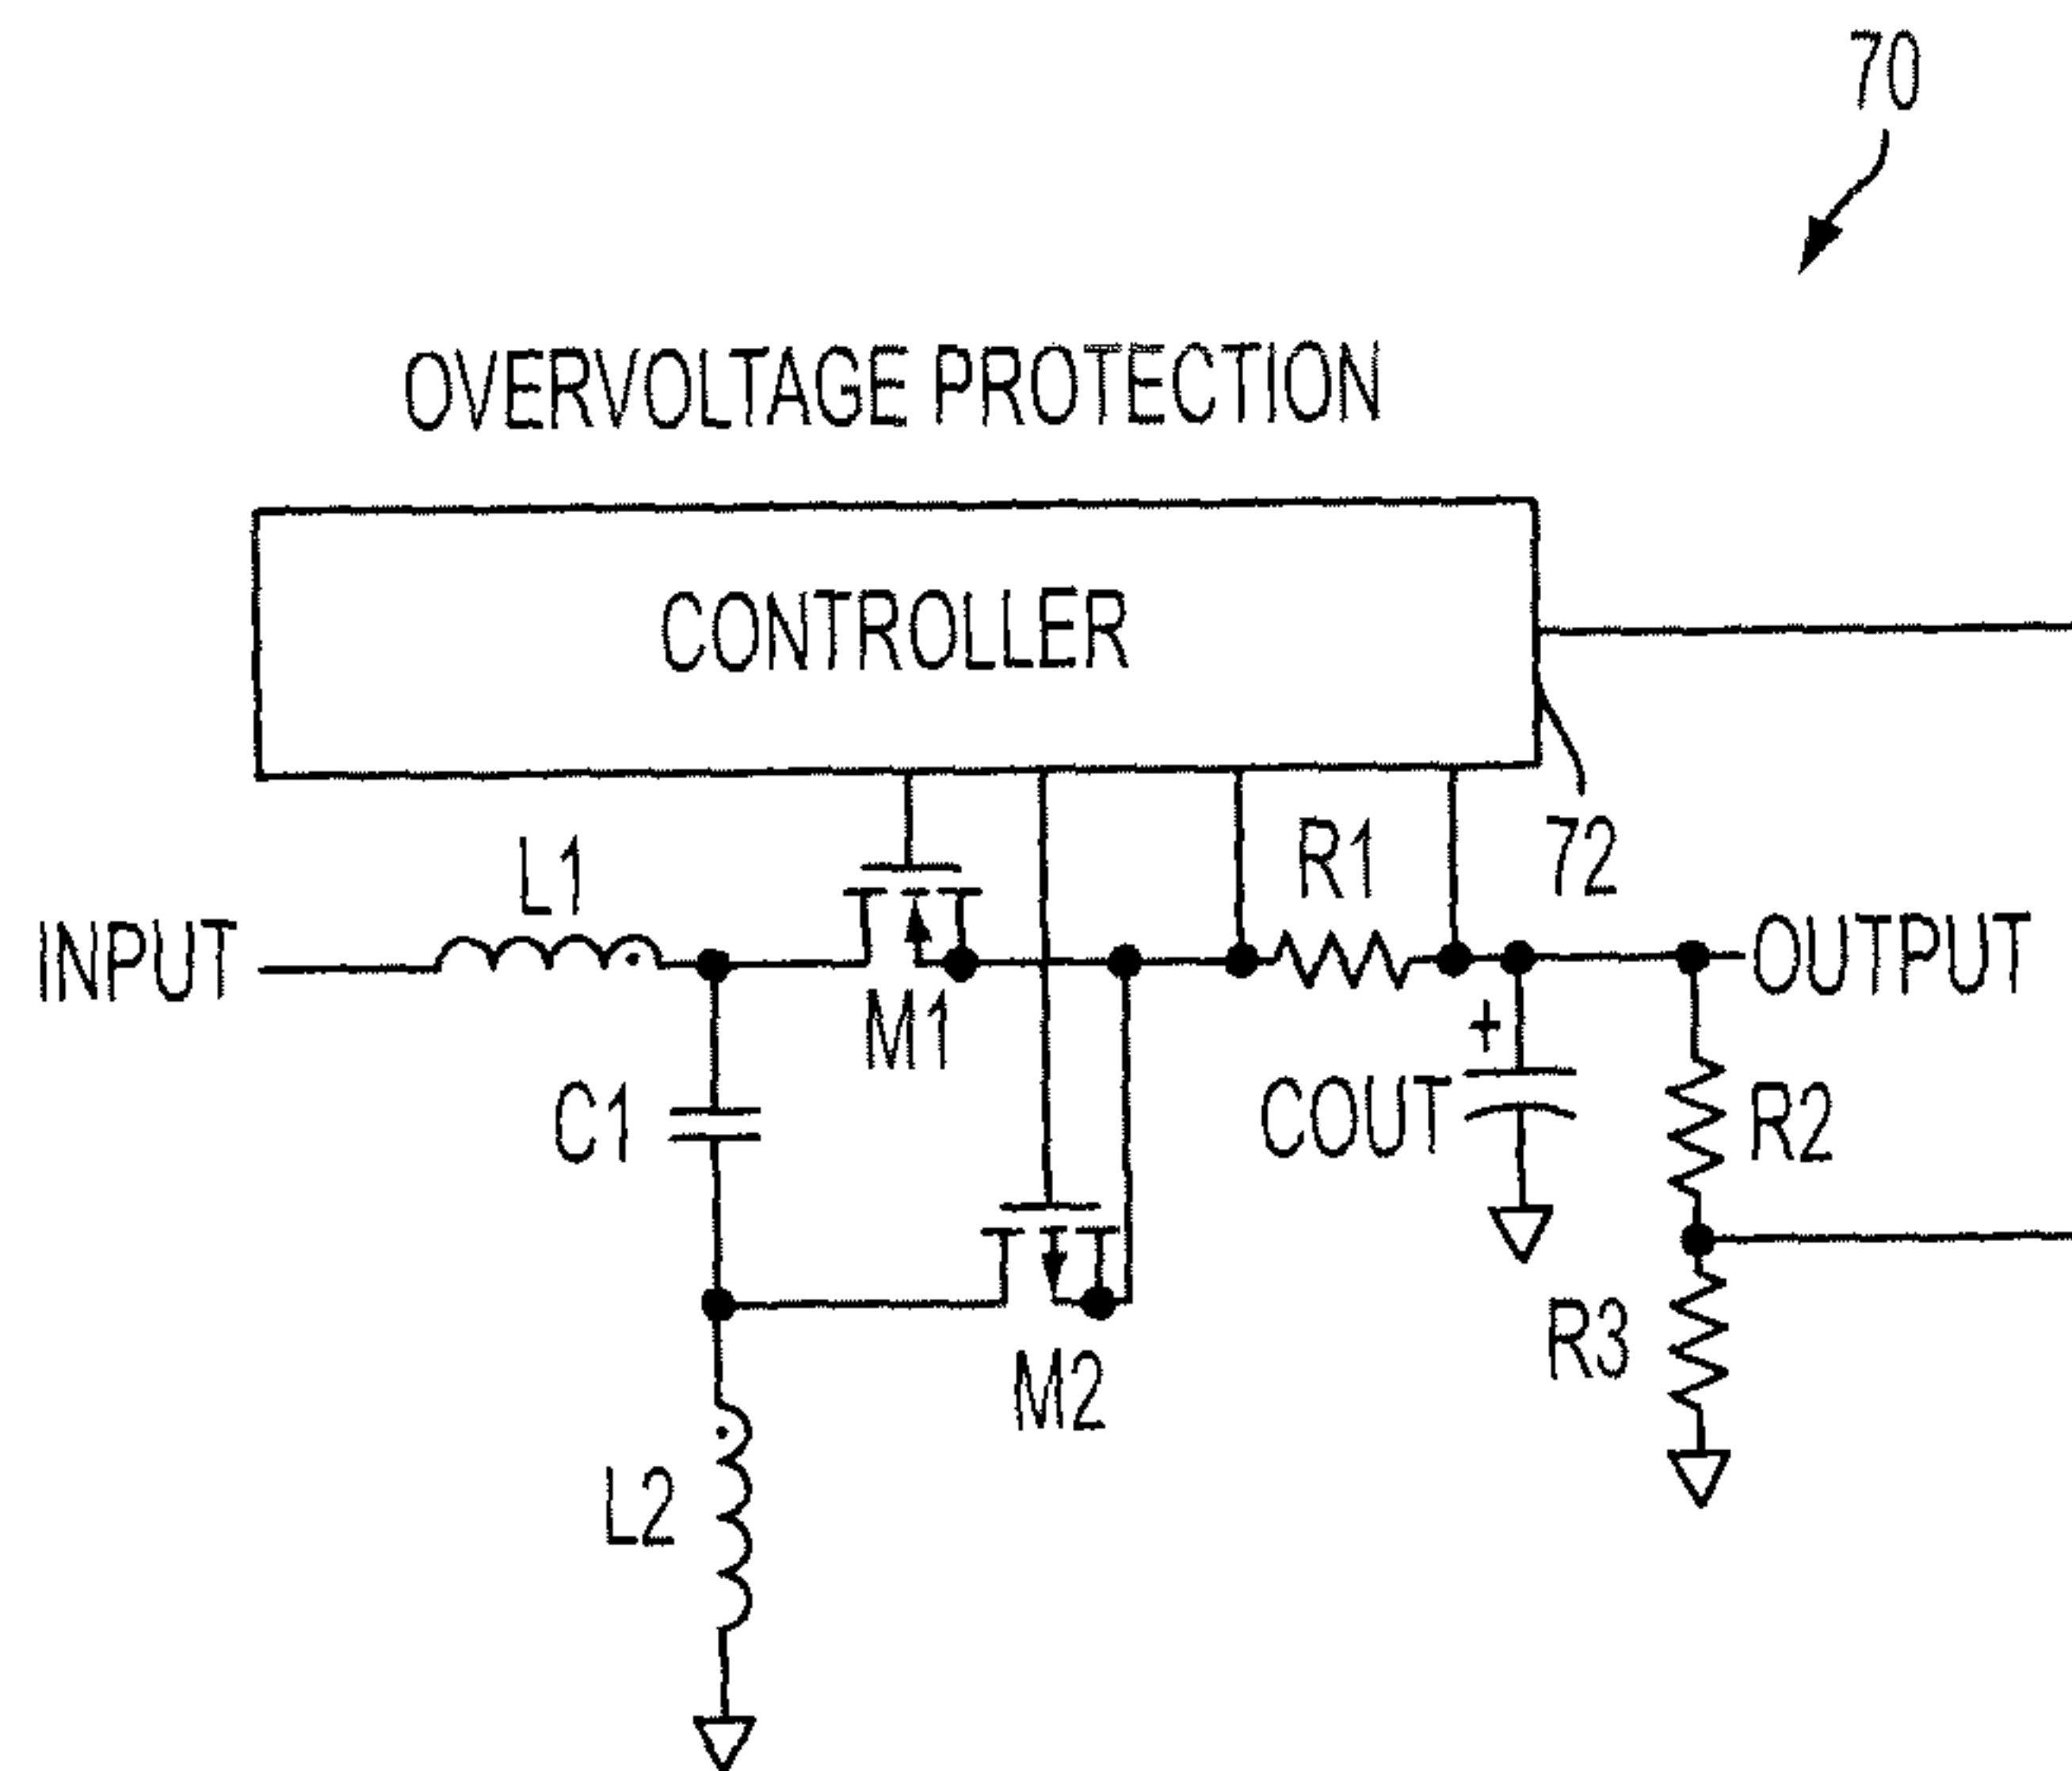 70
OVERVOLTAGE PROTECTION
CONTROLLER
72
L1
R1
INPUT
OUTPUT
M1
+
C1
COUT
R2
R3
M2
L2